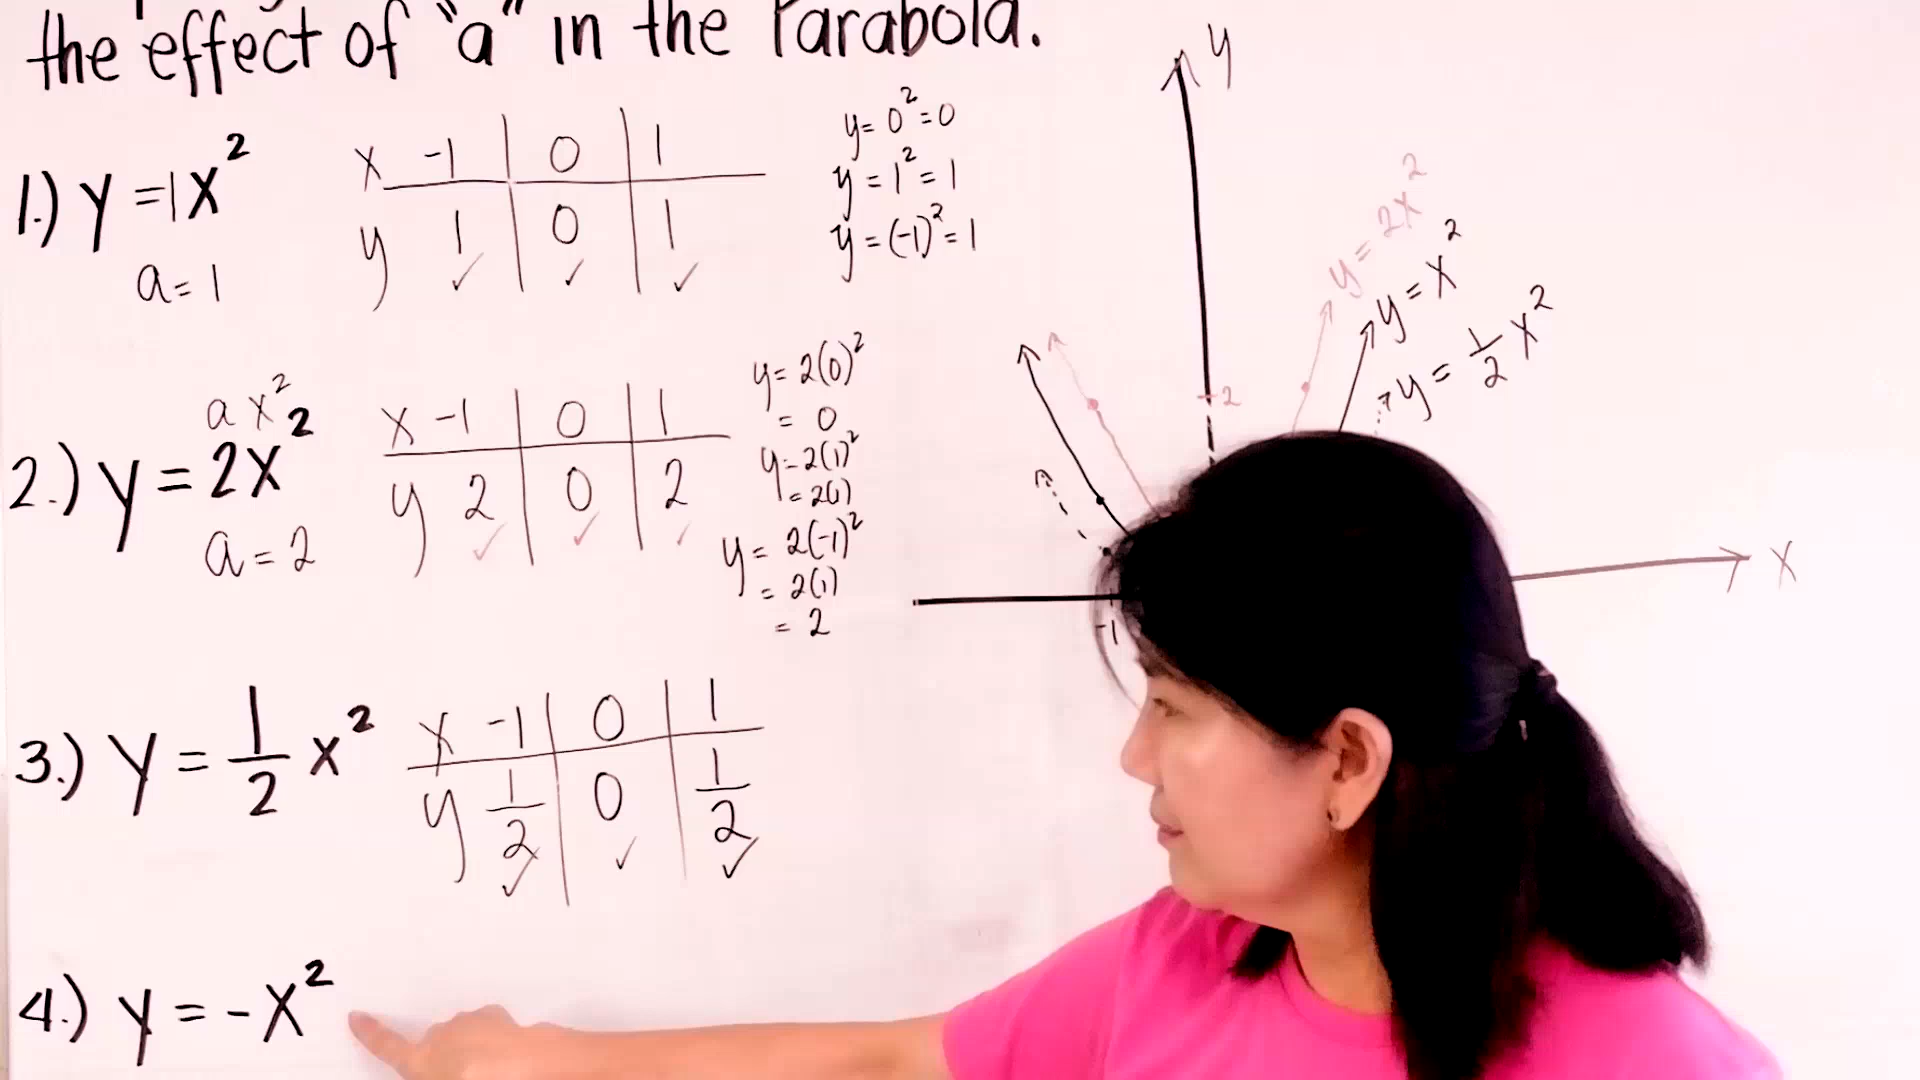 the effect of "a" in the Parabola.
1.) y = 1x²
a = 1
x -1 0 1
y 1 0 1
y = 0² = 0
y = 1² = 1
y = (-1)² = 1
ax²
2.) y = 2x²
a = 2
x -1 0 1
y 2 0 2
y = 2(0)²
= 0
y = 2(1)²
= 2(1)
y = 2(-1)²
= 2(1)
= 2
3.) y = 1/2 x²
x -1 0 1
y 1/2 0 1/2
4.) y = -x²
y
y = 2x²
y = x²
y = 1/2 x²
2
x
-1